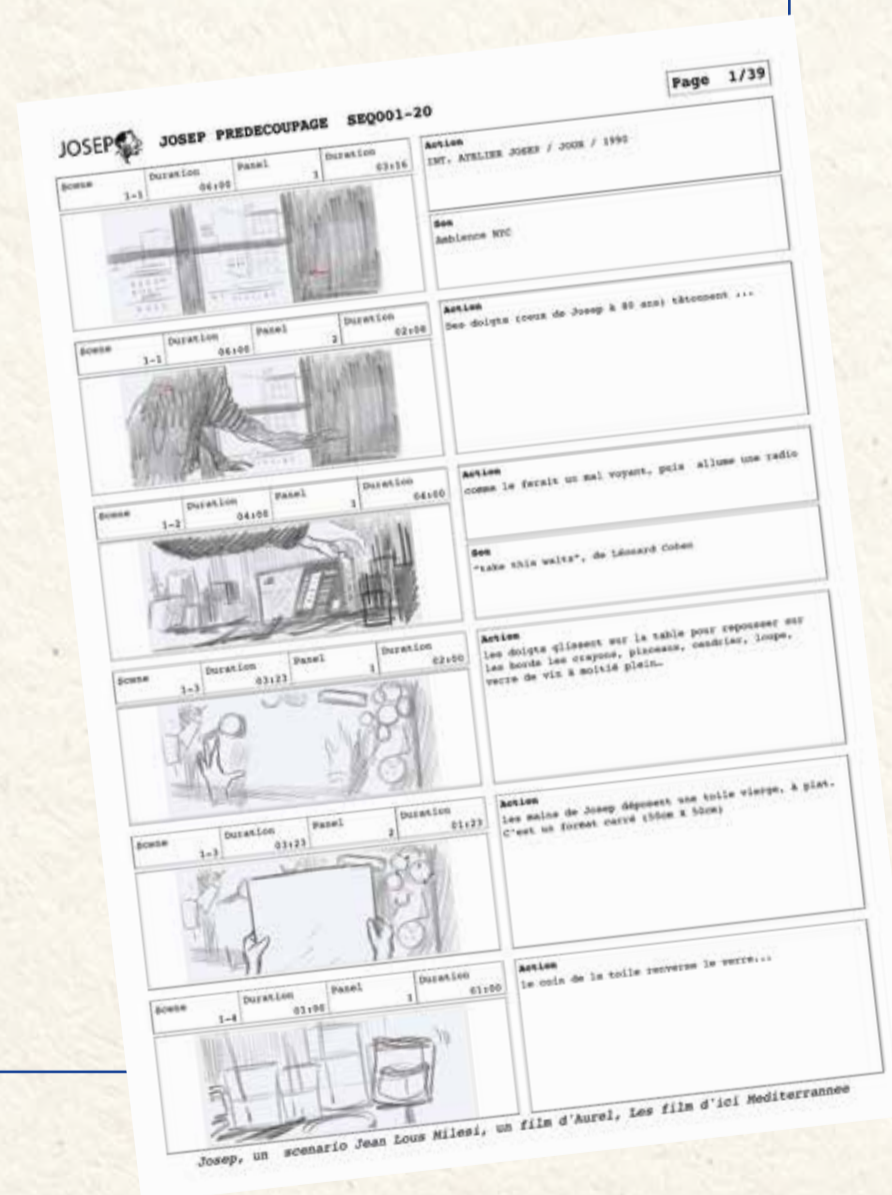 Page 1/39
JOSEP JOSEP PREDECOUPAGE SEQ001-20
Scene 1-1 Duration 06:00 Panel 1 Duration 03:16
Action
INT. ATELIER JOSEP / JOUR / 1990
Son
Ambience NYC
Scene 1-1 Duration 06:00 Panel 2 Duration 02:08
Action
Des doigts (ceux de Josep à 80 ans) tâtonnent ...
Scene 1-2 Duration 04:00 Panel 1 Duration 04:00
Action
comme le ferait un mal voyant, puis allume une radio
Son
"take this waltz", de Léonard Cohen
Scene 1-3 Duration 03:23 Panel 1 Duration 02:00
Action
Les doigts glissent sur la table pour repousser sur
les bords les crayons, pinceaux, cendrier, loupe,
verre de vin à moitié plein…
Scene 1-3 Duration 03:23 Panel 2 Duration 01:23
Action
Les mains de Josep déposent une toile vierge, à plat.
C'est un format carré (50cm X 50cm)
Scene 1-4 Duration 01:00 Panel 1 Duration 01:00
Action
le coin de la toile renverse le verre...
Josep, un scenario Jean Lous Milesi, un film d'Aurel, Les film d'ici Mediterrannee